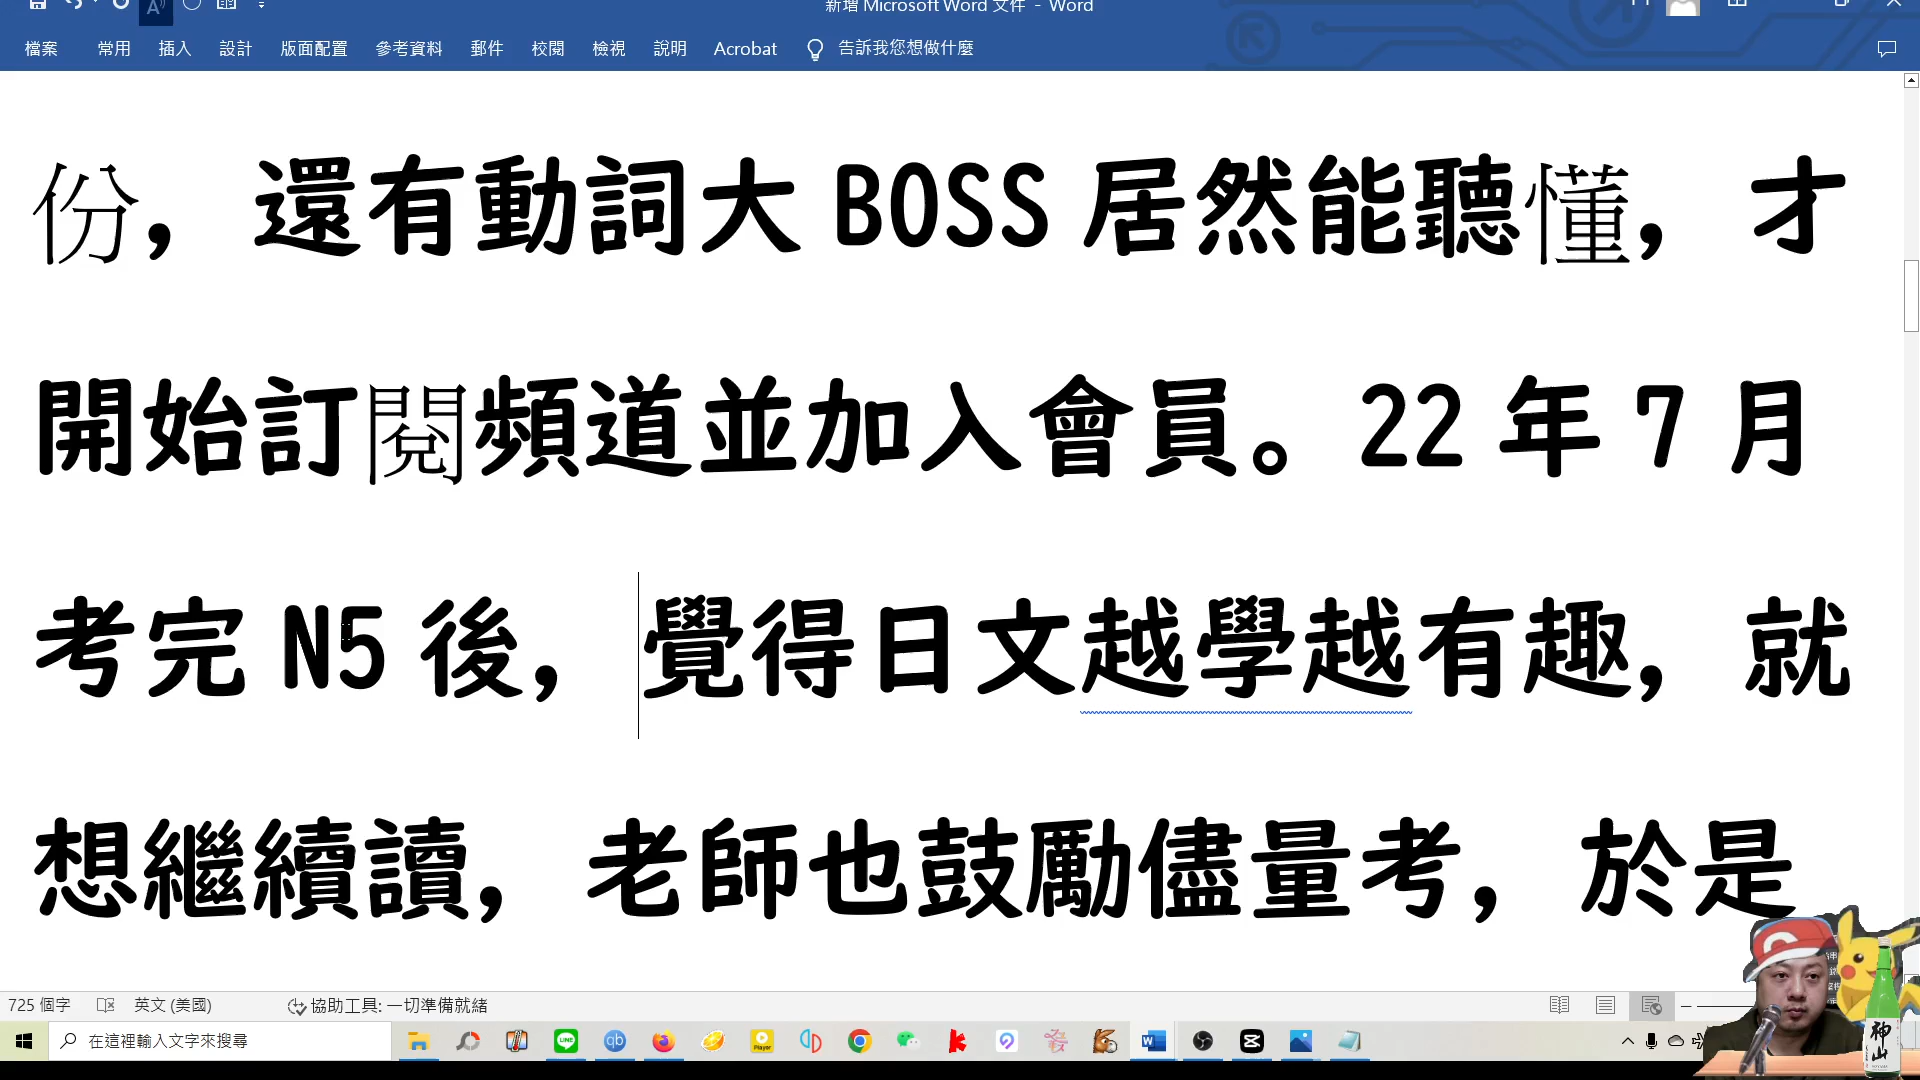 新增 Microsoft Word 文件 - Word
檔案 常用 插入 設計 版面配置 參考資料 郵件 校閱 檢視 說明 Acrobat 告訴我您想做什麼
份，還有動詞大 BOSS 居然能聽懂，才
開始訂閱頻道並加入會員。22 年 7 月
考完 N5 後，覺得日文越學越有趣，就
想繼續讀，老師也鼓勵儘量考，於是
725 個字 英文 (美國) 協助工具: 一切準備就緒
在這裡輸入文字來搜尋
神山